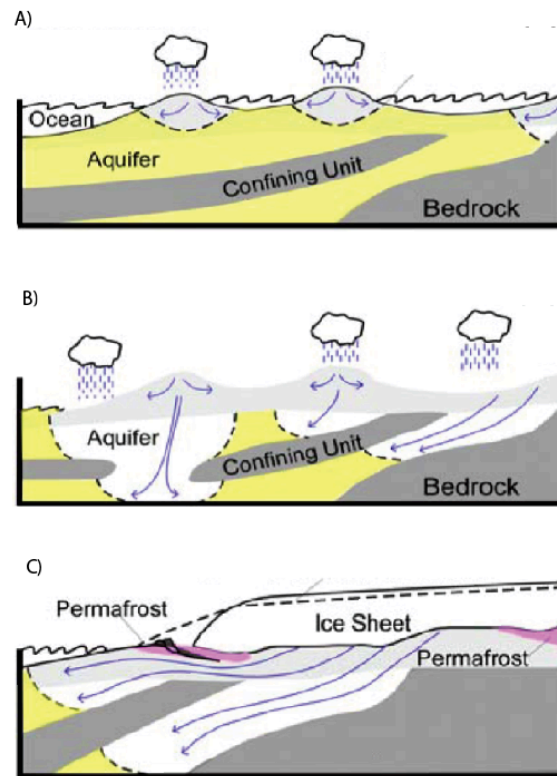 A)
Ocean
Aquifer
Confining Unit
Bedrock
B)
Aquifer
Confining Unit
Bedrock
C)
Permafrost
Ice Sheet
Permafrost